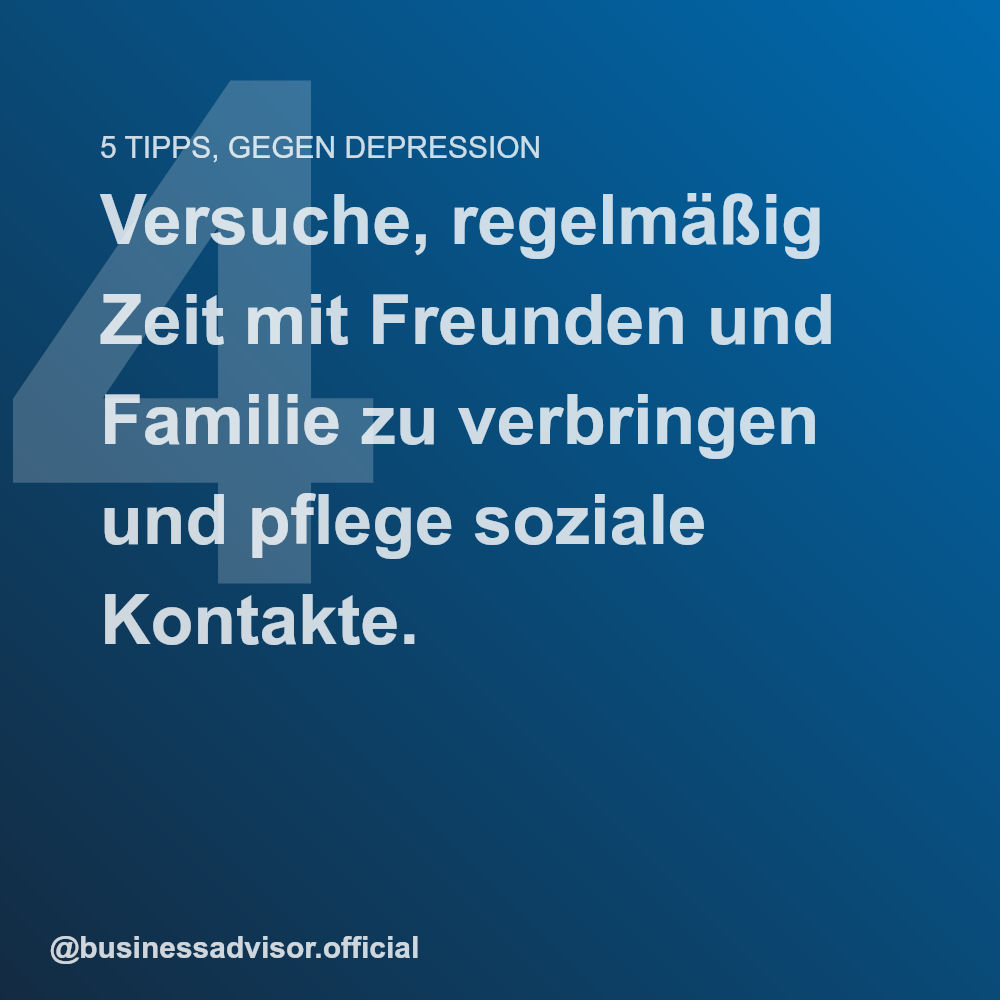 4
5 TIPPS, GEGEN DEPRESSION
Versuche, regelmäßig
Zeit mit Freunden und
Familie zu verbringen
und pflege soziale
Kontakte.
@businessadvisor.official